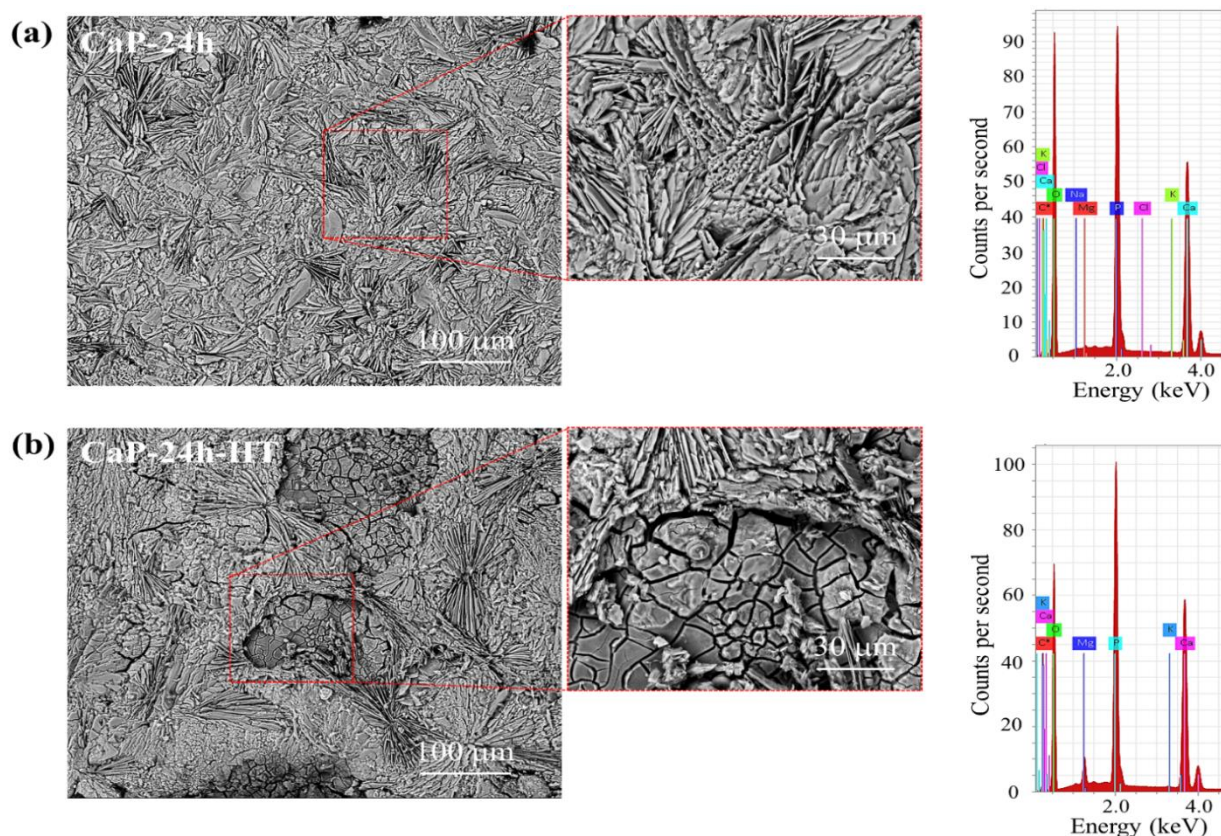 (a)
CaP-24h
100 µm
30 µm
Counts per second
90
80
70
60
50
40
30
20
10
0
K
Cl
Ca
C*
O
Na
Mg
P
Cl
K
Ca
2.0
4.0
Energy (keV)
(b)
CaP-24h-HT
100 µm
30 µm
Counts per second
100
80
60
40
20
0
K
Ca
C*
O
Mg
P
K
Ca
2.0
4.0
Energy (keV)